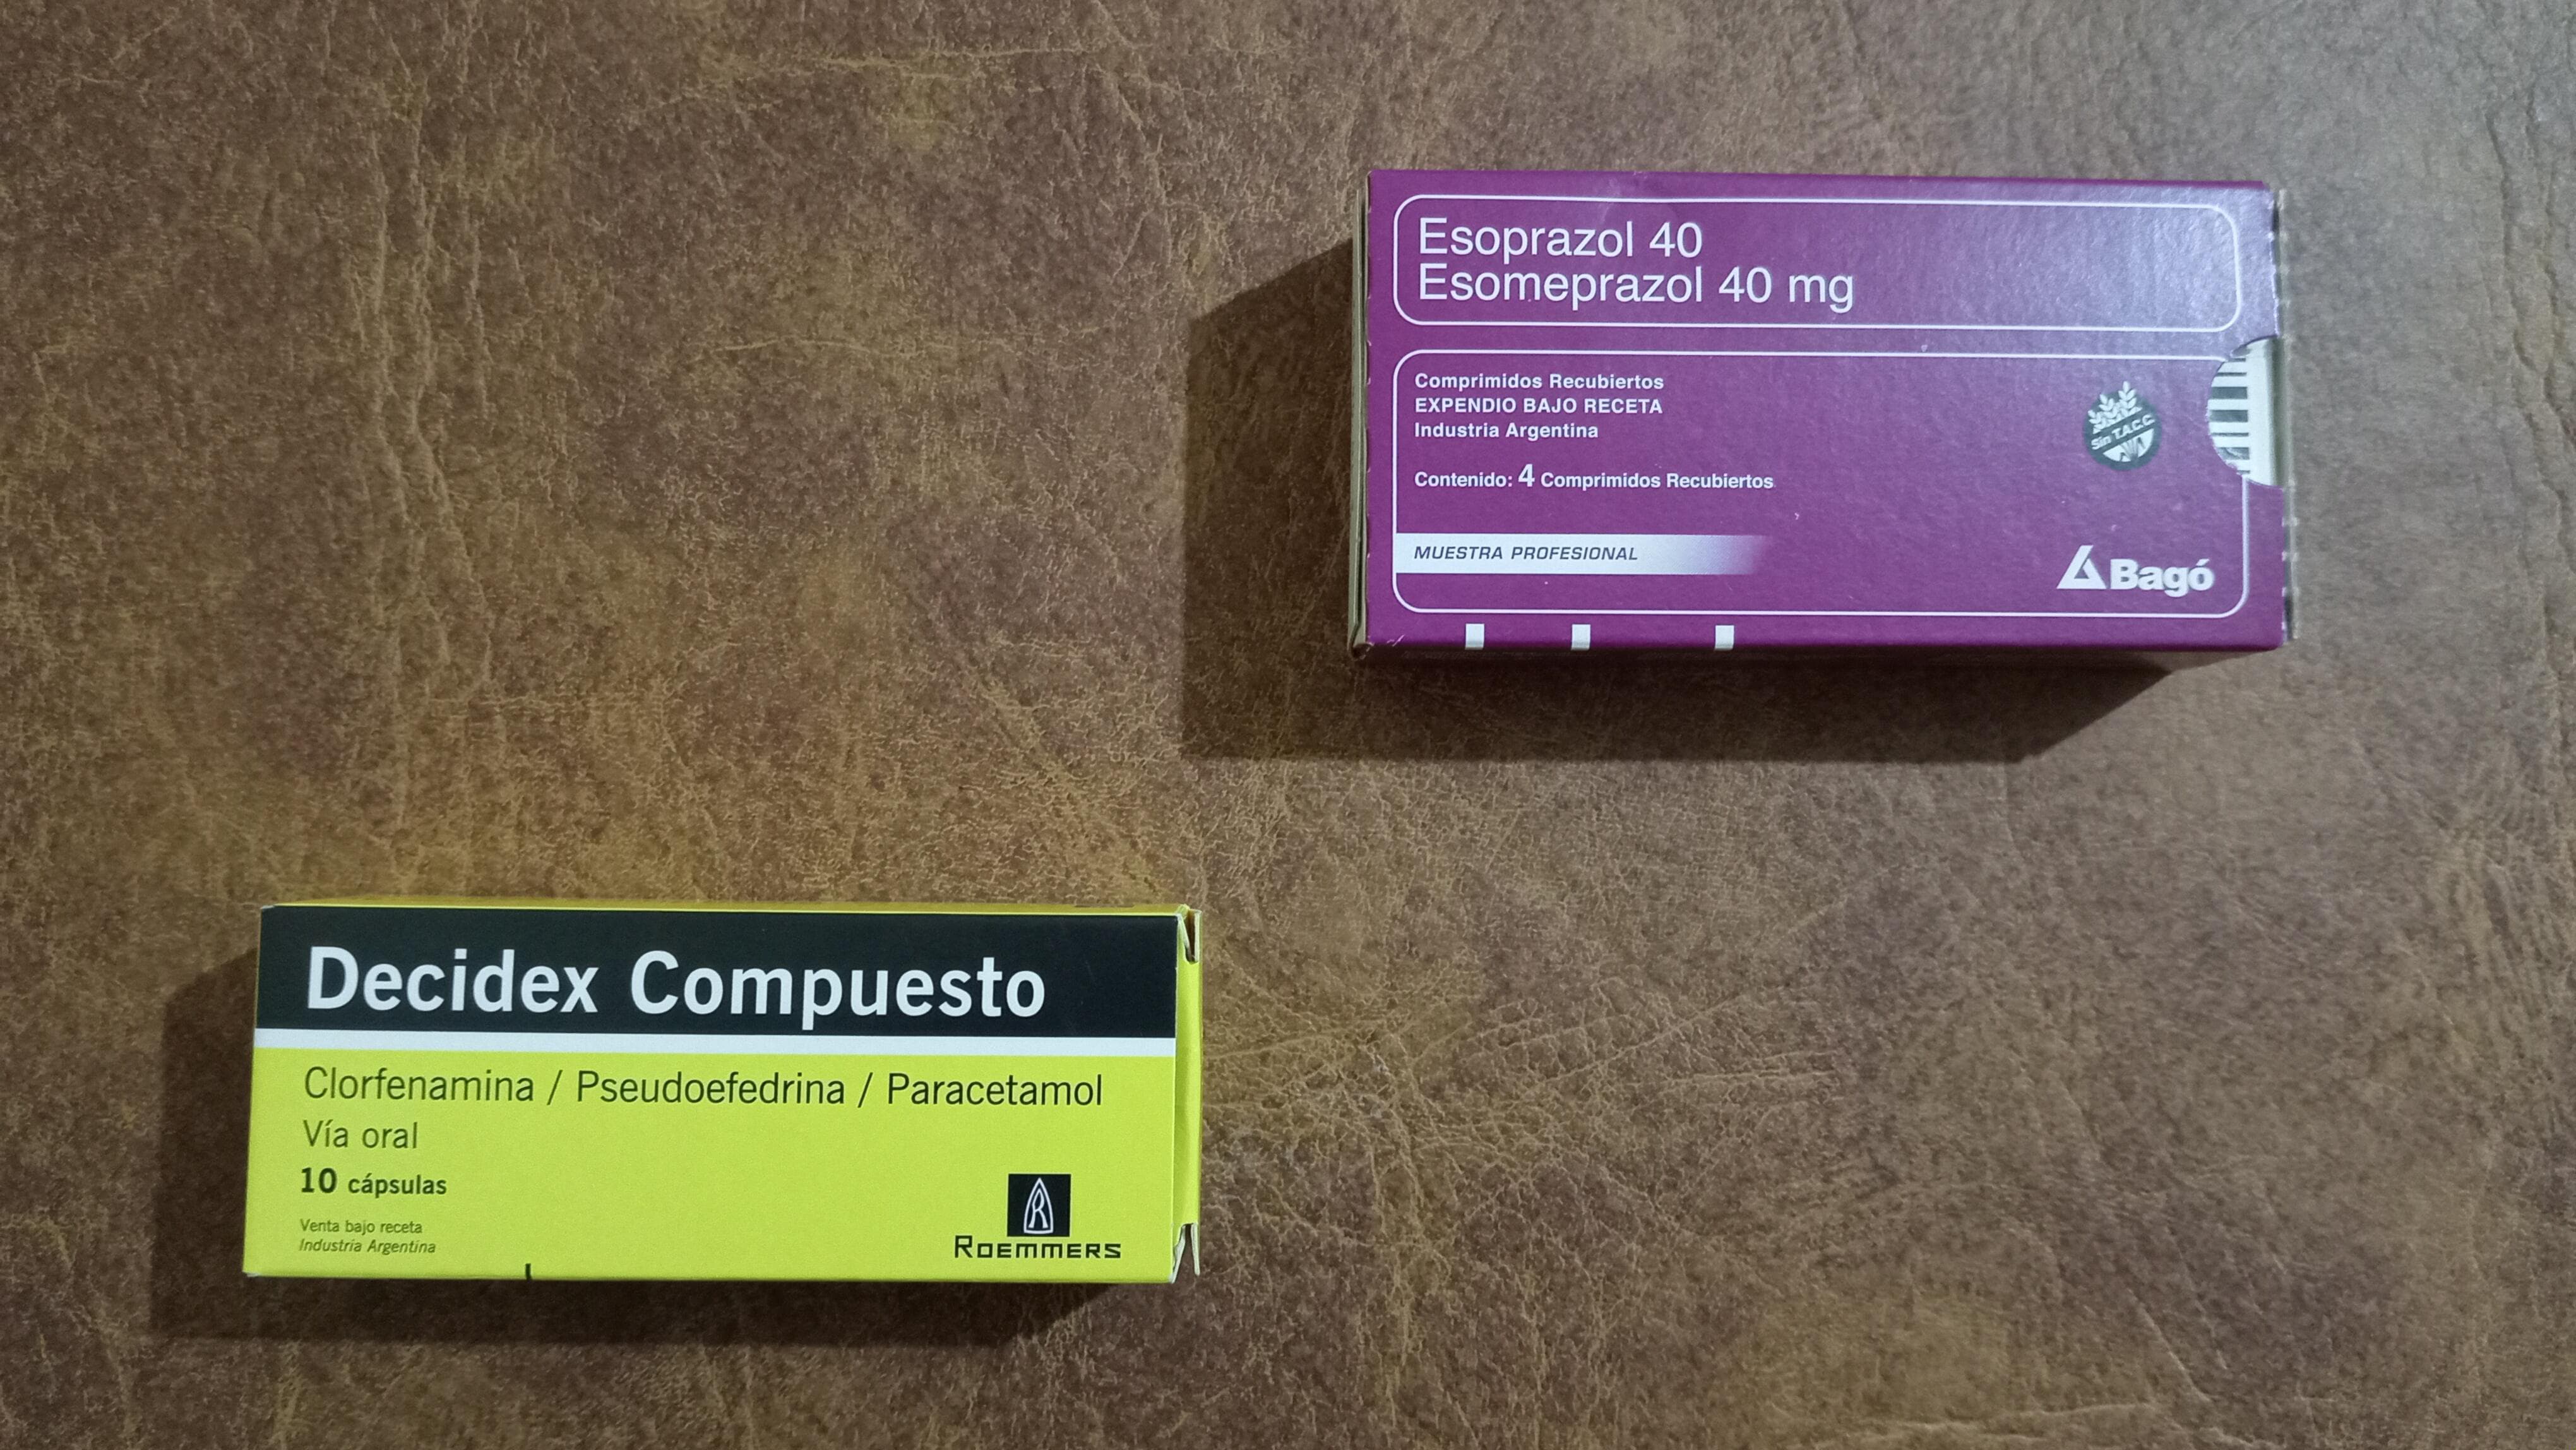 Esoprazol 40
Esomeprazol 40 mg
Comprimidos Recubiertos
EXPENDIO BAJO RECETA
Industria Argentina
Contenido: 4 Comprimidos Recubiertos
Sin T.A.C.C.
MUESTRA PROFESIONAL
Bagó
Decidex Compuesto
Clorfenamina / Pseudoefedrina / Paracetamol
Vía oral
10 cápsulas
Venta bajo receta
Industria Argentina
R
ROEMMERS